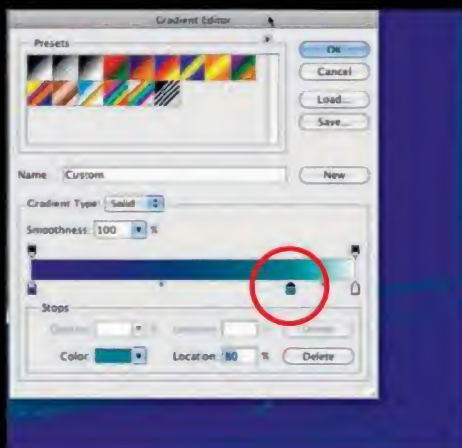 Gradient Editor
Presets
OK
Cancel
Load...
Save...
Name: Custom
New
Gradient Type: Solid
Smoothness: 100 %
Stops
Color: Location: 80 % Delete